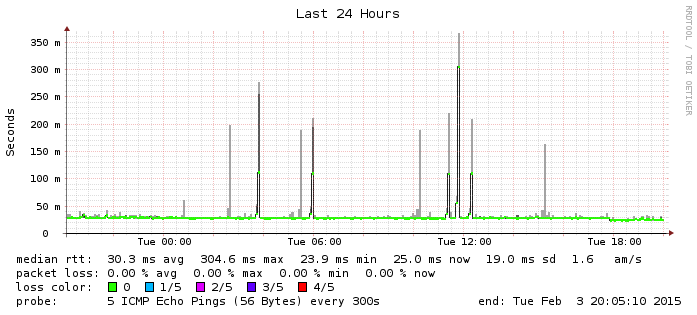 Last 24 Hours
RRDTOOL / TOBI OETIKER
Seconds
350 m
300 m
250 m
200 m
150 m
100 m
50 m
0
Tue 00:00 Tue 06:00 Tue 12:00 Tue 18:00
median rtt: 30.3 ms avg 304.6 ms max 23.9 ms min 25.0 ms now 19.0 ms sd 1.6 am/s
packet loss: 0.00 % avg 0.00 % max 0.00 % min 0.00 % now
loss color: 0 1/5 2/5 3/5 4/5
probe: 5 ICMP Echo Pings (56 Bytes) every 300s end: Tue Feb 3 20:05:10 2015